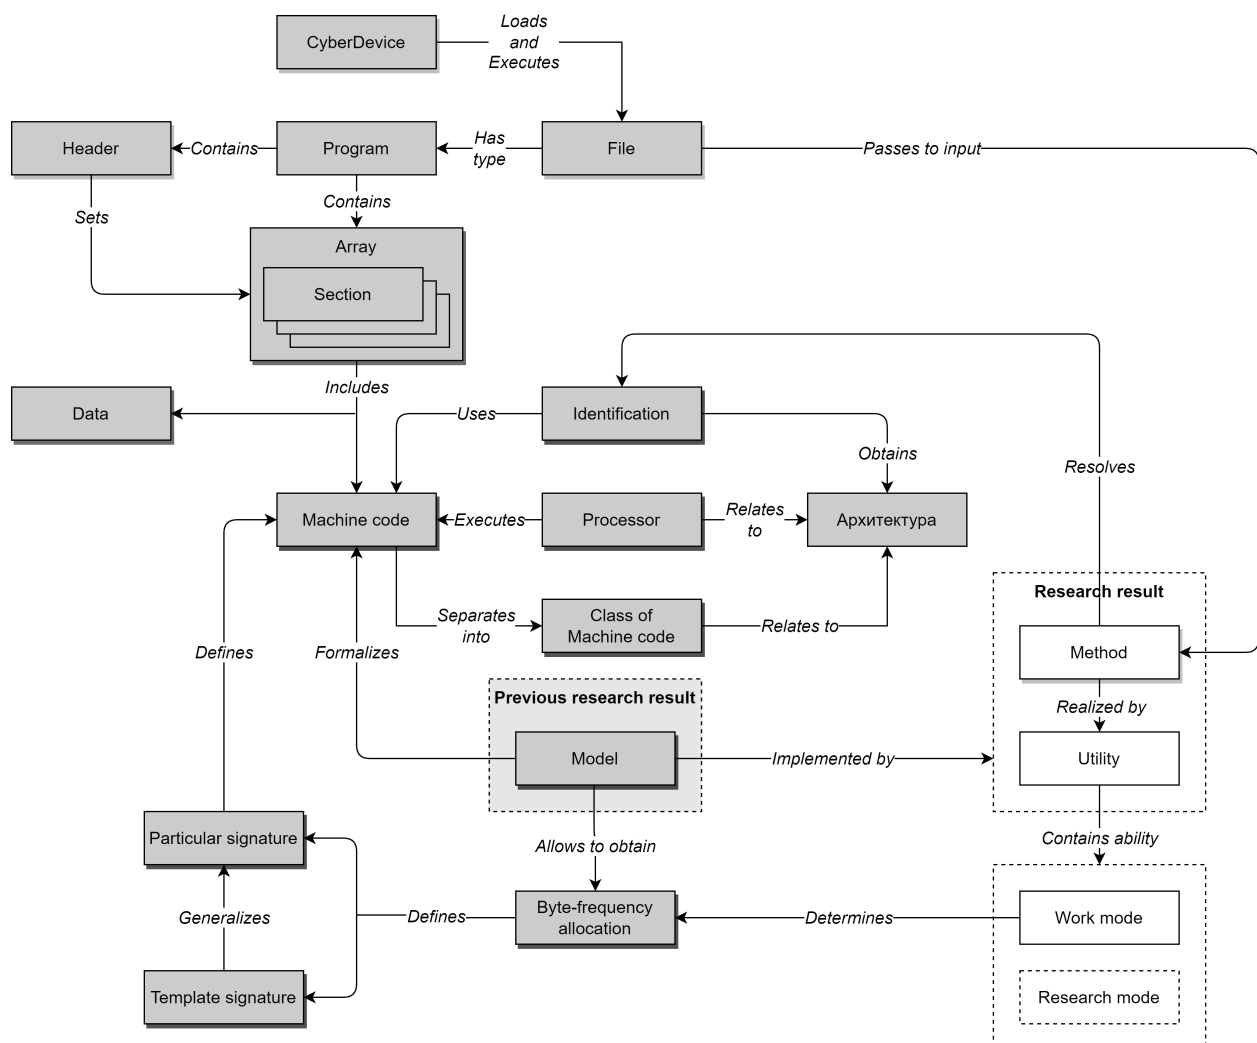 CyberDevice
Loads
and
Executes
Header
Contains
Program
Has
type
File
Passes to input
Sets
Contains
Array
Section
Includes
Data
Uses
Identification
Obtains
Resolves
Machine code
Executes
Processor
Relates
to
Архитектура
Separates
into
Class of
Machine code
Relates to
Research result
Method
Defines
Formalizes
Previous research result
Realized by
Model
Implemented by
Utility
Particular signature
Allows to obtain
Contains ability
Generalizes
Defines
Byte-frequency
allocation
Determines
Work mode
Template signature
Research mode